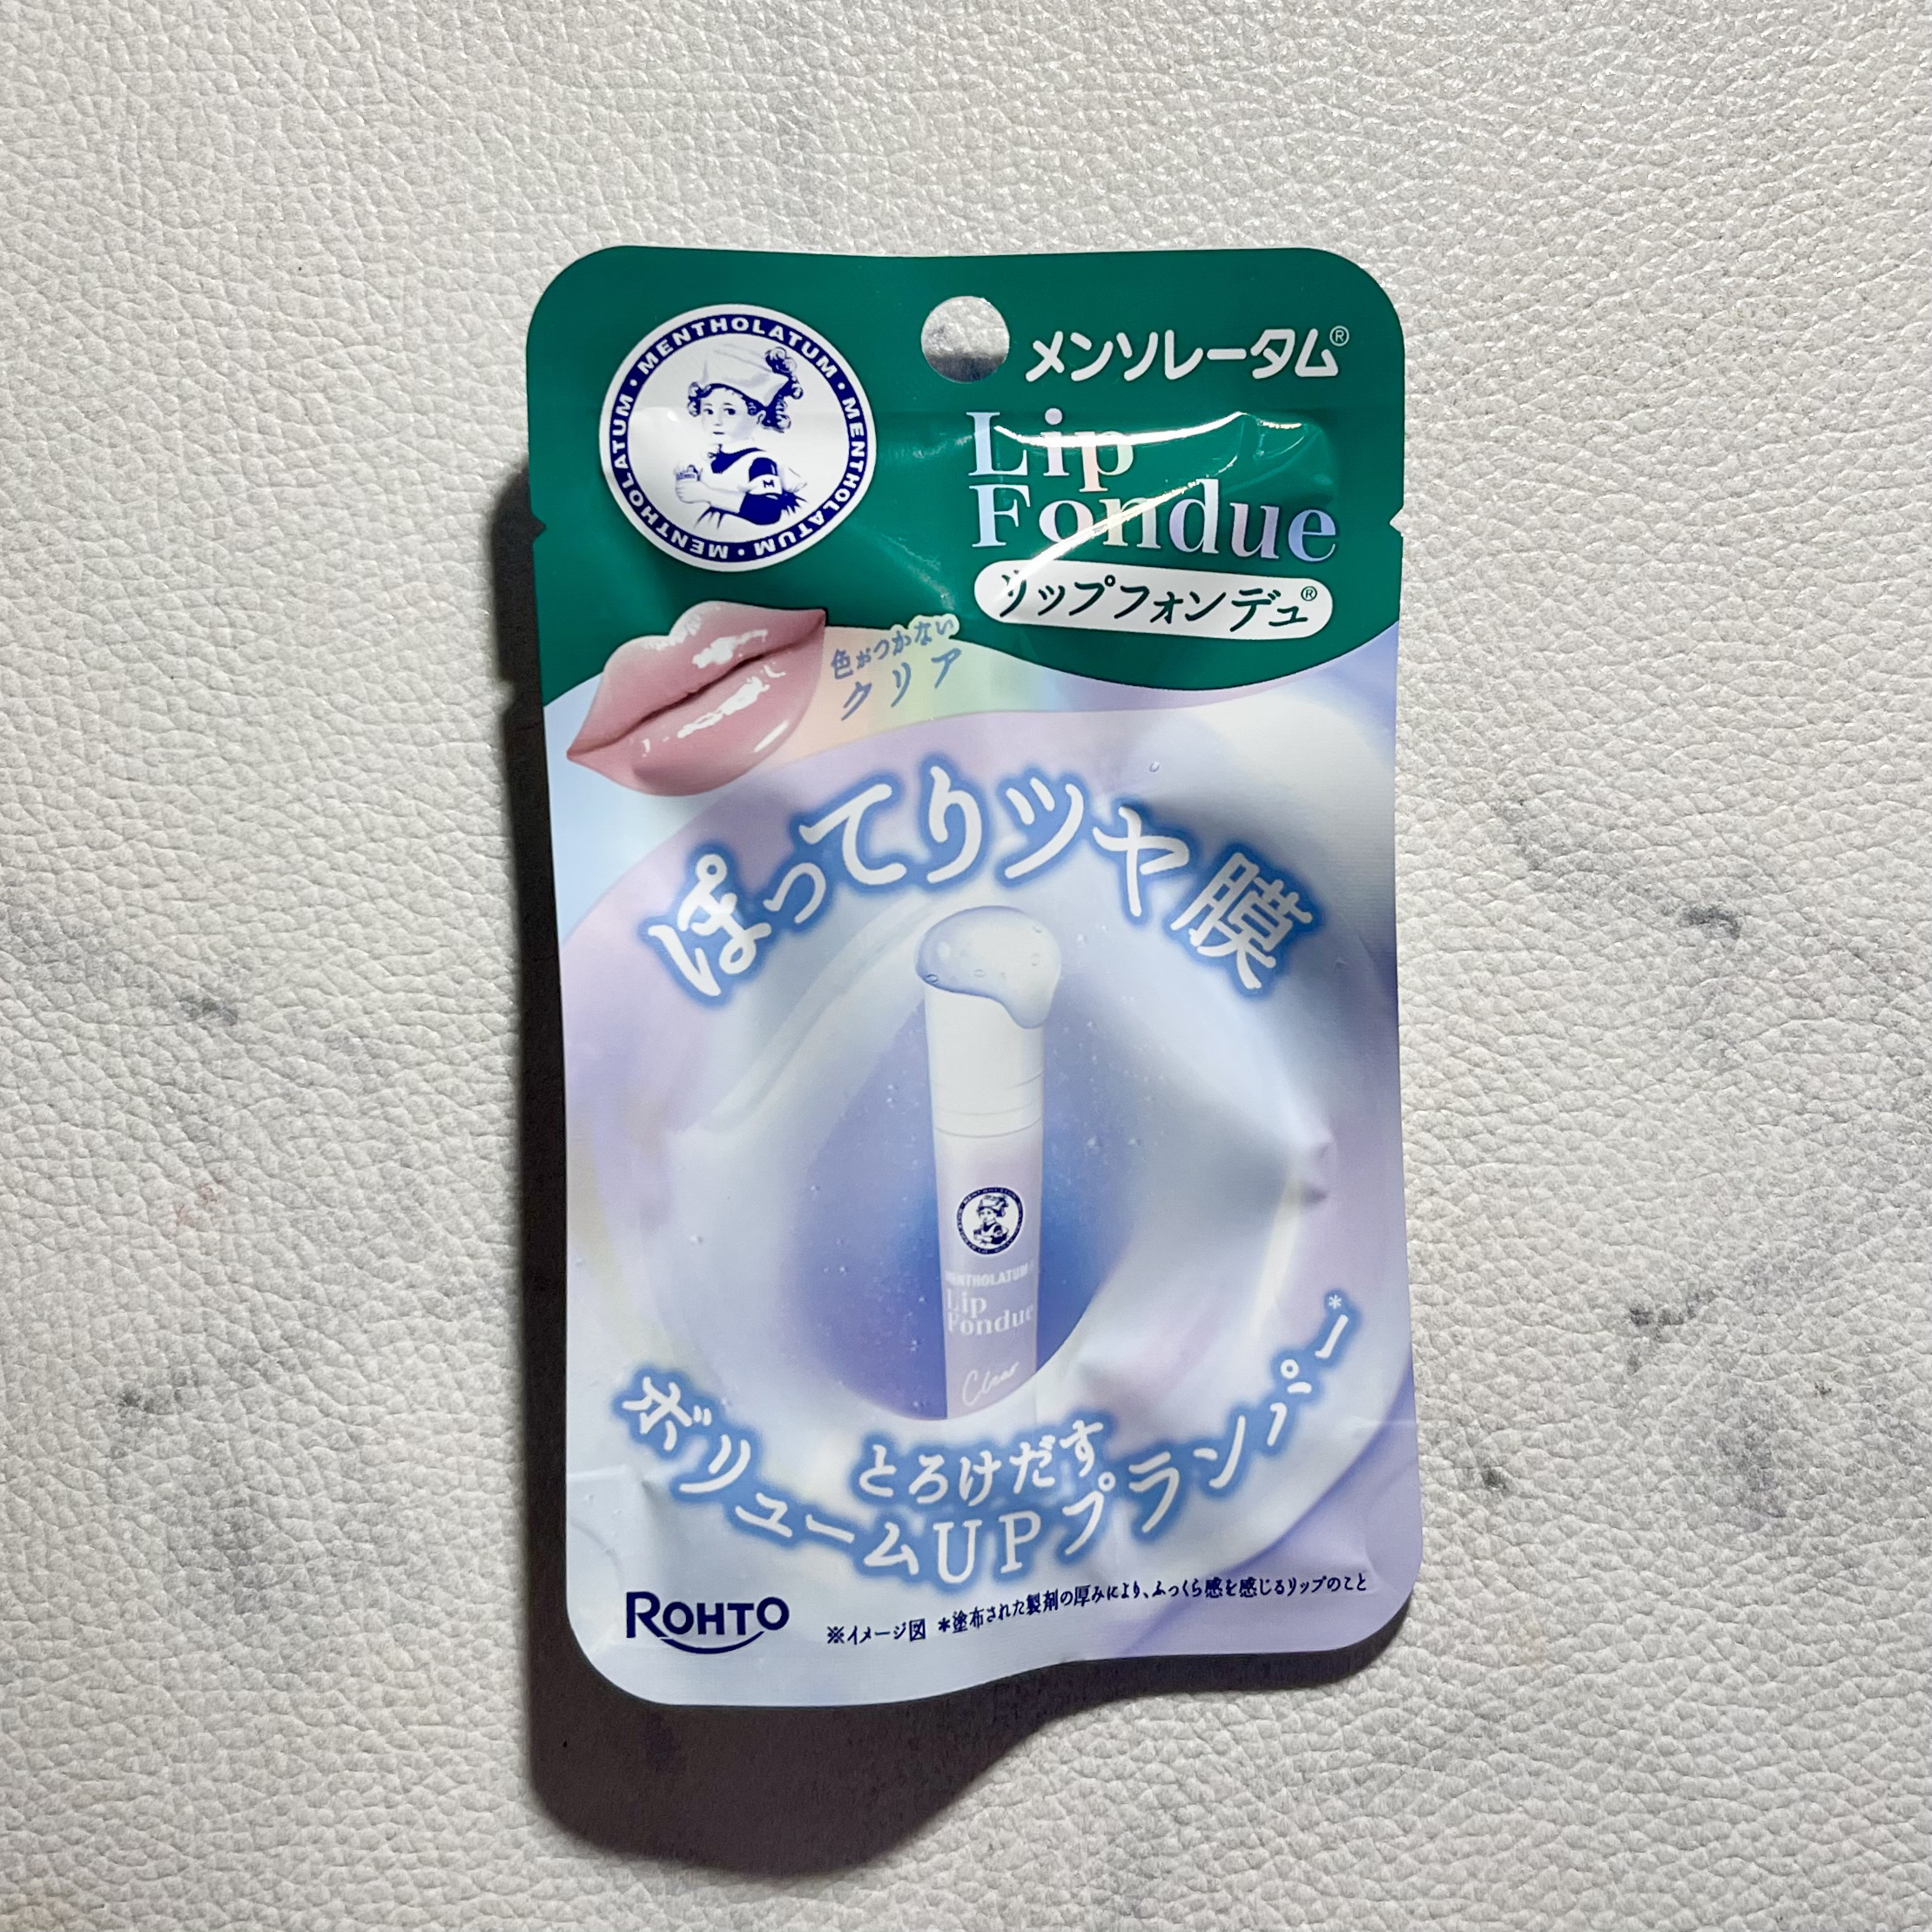 MENTHOLATUM • MENTHOLATUM • MENTHOLATUM • MENTHOLATUM •
M
メンソレータム®
Lip
Fondue
リップフォンデュ®
色がつかない
クリア
ぽってりツヤ膜
MENTHOLATUM
Lip
Fondue
Clear
とろけだす
ボリュームUPプランパー*
ROHTO
※イメージ図 *塗布された製剤の厚みにより、ふっくら感を感じるリップのこと